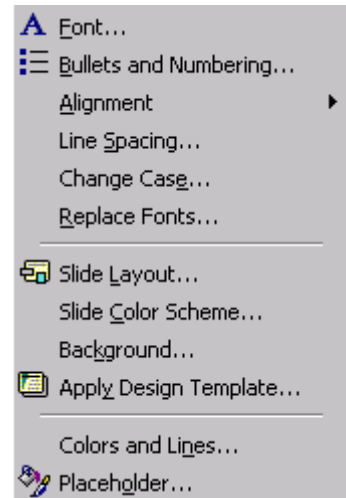 Font...
Bullets and Numbering...
Alignment
Line Spacing...
Change Case...
Replace Fonts...
Slide Layout...
Slide Color Scheme...
Background...
Apply Design Template...
Colors and Lines...
Placeholder...